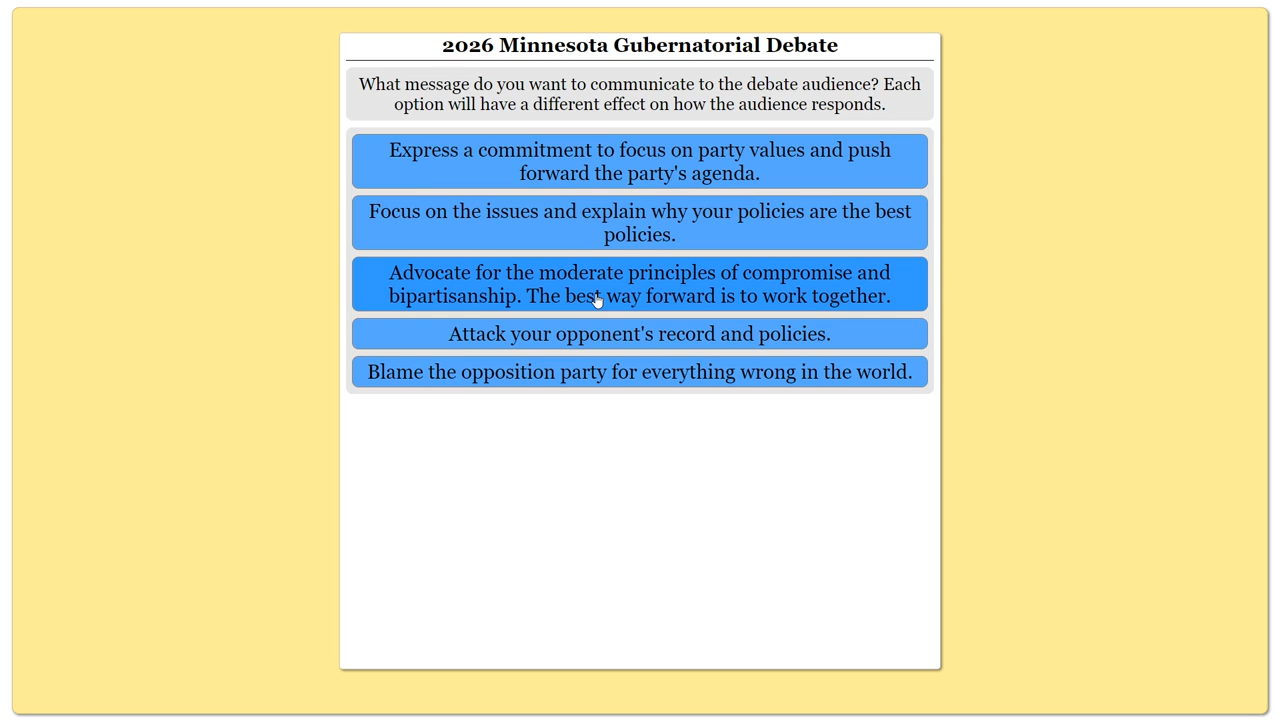 2026 Minnesota Gubernatorial Debate
What message do you want to communicate to the debate audience? Each
option will have a different effect on how the audience responds.
Express a commitment to focus on party values and push
forward the party's agenda.
Focus on the issues and explain why your policies are the best
policies.
Advocate for the moderate principles of compromise and
bipartisanship. The best way forward is to work together.
Attack your opponent's record and policies.
Blame the opposition party for everything wrong in the world.